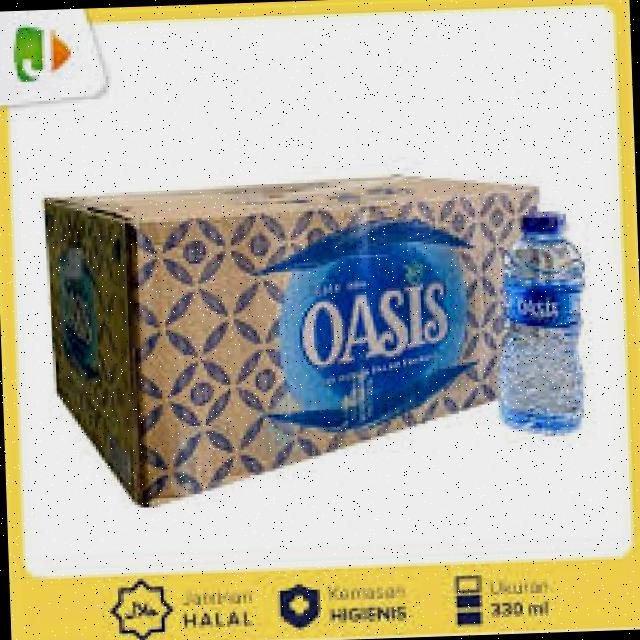 OASIS
OASIS
Jaminan
HALAL
Kemasan
HIGIENIS
Ukuran
330 ml